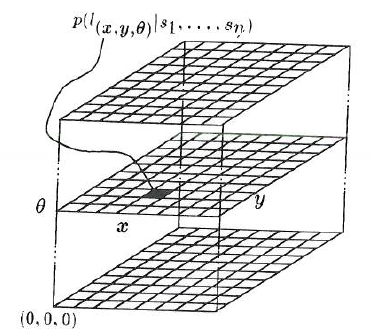 p(l(x,y,θ)|s1,.....sn)
θ
x
y
(0,0,0)